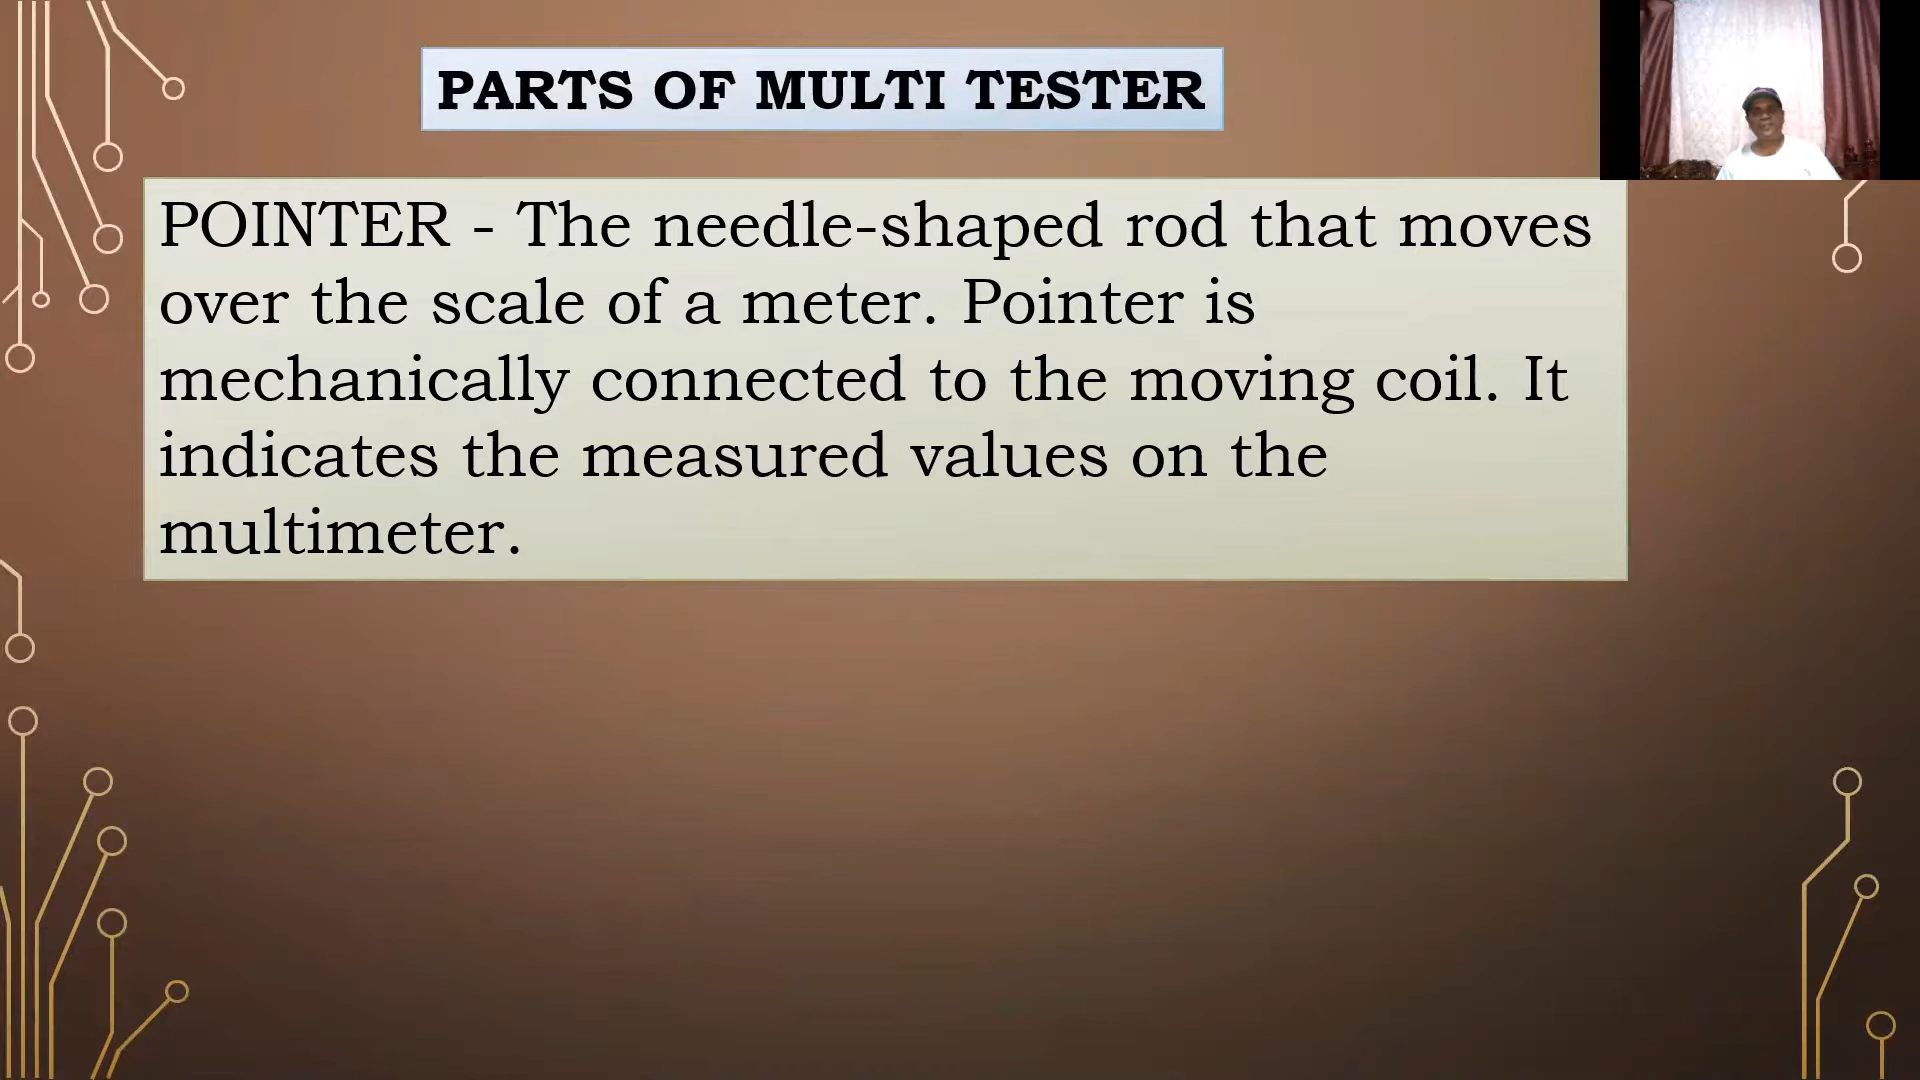 PARTS OF MULTI TESTER
POINTER - The needle-shaped rod that moves
over the scale of a meter. Pointer is
mechanically connected to the moving coil. It
indicates the measured values on the
multimeter.